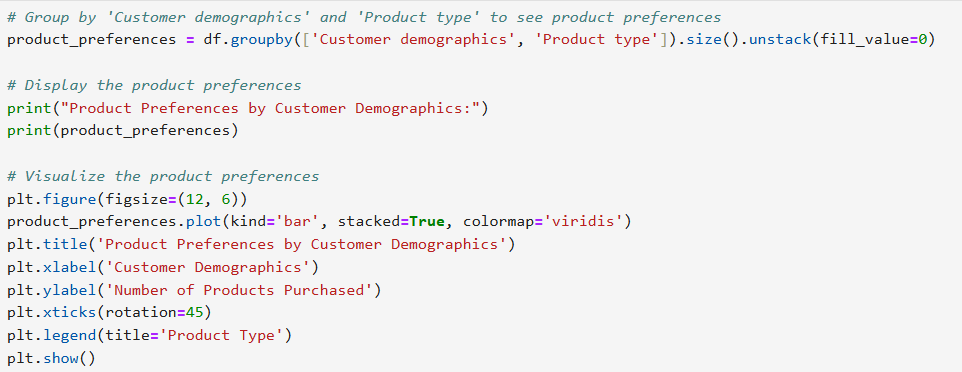 # Group by 'Customer demographics' and 'Product type' to see product preferences
product_preferences = df.groupby(['Customer demographics', 'Product type']).size().unstack(fill_value=0)
# Display the product preferences
print("Product Preferences by Customer Demographics:")
print(product_preferences)
# Visualize the product preferences
plt.figure(figsize=(12, 6))
product_preferences.plot(kind='bar', stacked=True, colormap='viridis')
plt.title('Product Preferences by Customer Demographics')
plt.xlabel('Customer Demographics')
plt.ylabel('Number of Products Purchased')
plt.xticks(rotation=45)
plt.legend(title='Product Type')
plt.show()